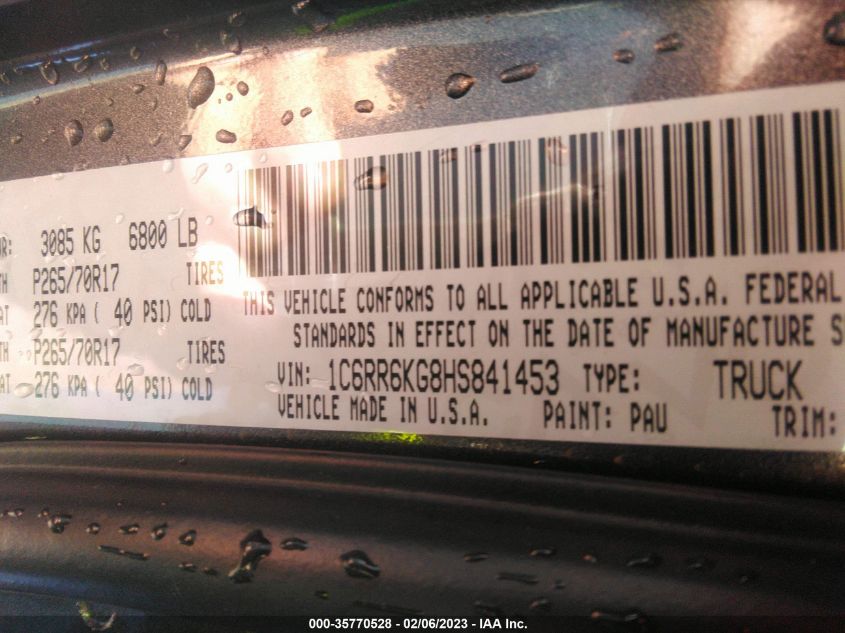 3085 KG 6800 LB
P265/70R17 TIRES
276 KPA ( 40 PSI) COLD
P265/70R17 TIRES
276 KPA ( 40 PSI) COLD
THIS VEHICLE CONFORMS TO ALL APPLICABLE U.S.A. FEDERAL
STANDARDS IN EFFECT ON THE DATE OF MANUFACTURE S
VIN: 1C6RR6KG8HS841453 TYPE: TRUCK
VEHICLE MADE IN U.S.A. PAINT: PAU TRIM:
000-35770528 - 02/06/2023 - IAA Inc.